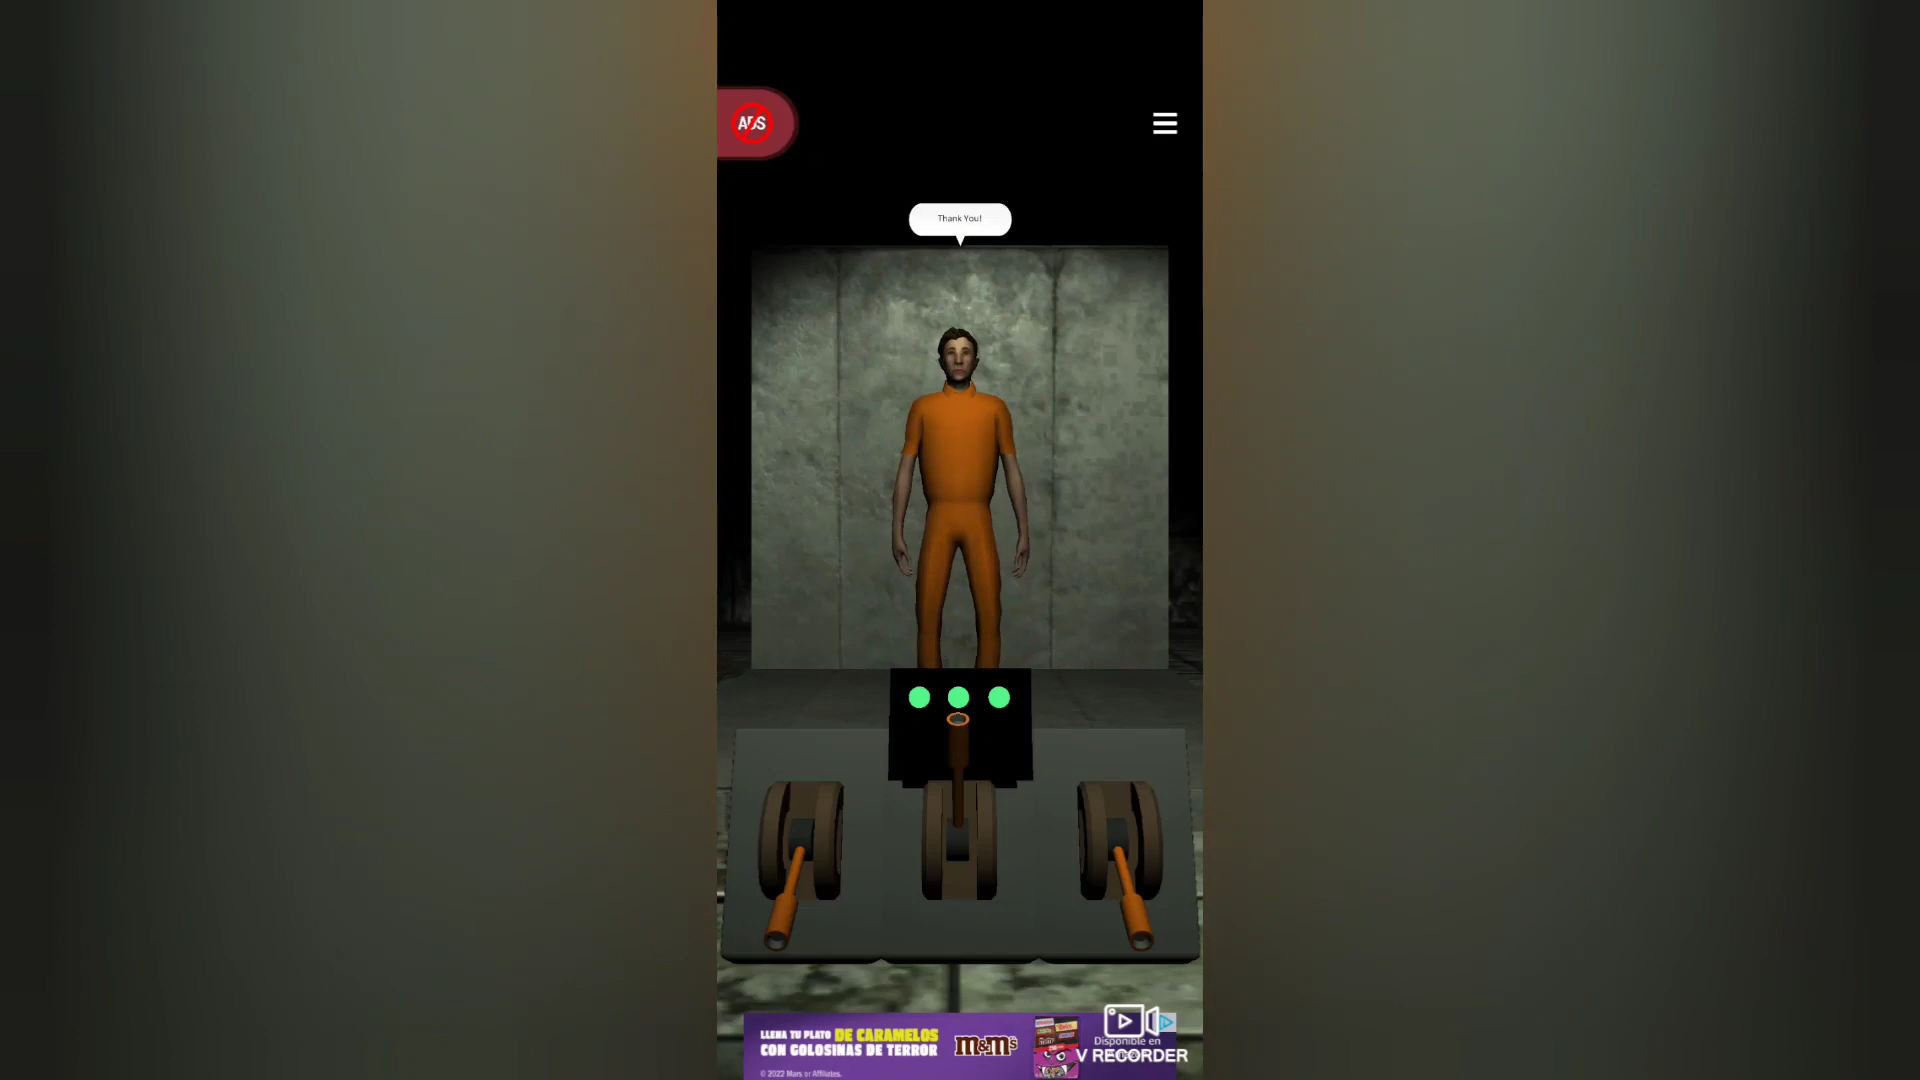 ADS
Thank You!
LLENA TU PLATO DE CARAMELOS
CON GOLOSINAS DE TERROR
m&m's
© 2022 Mars or Affiliates.
Disponible en
V RECORDER